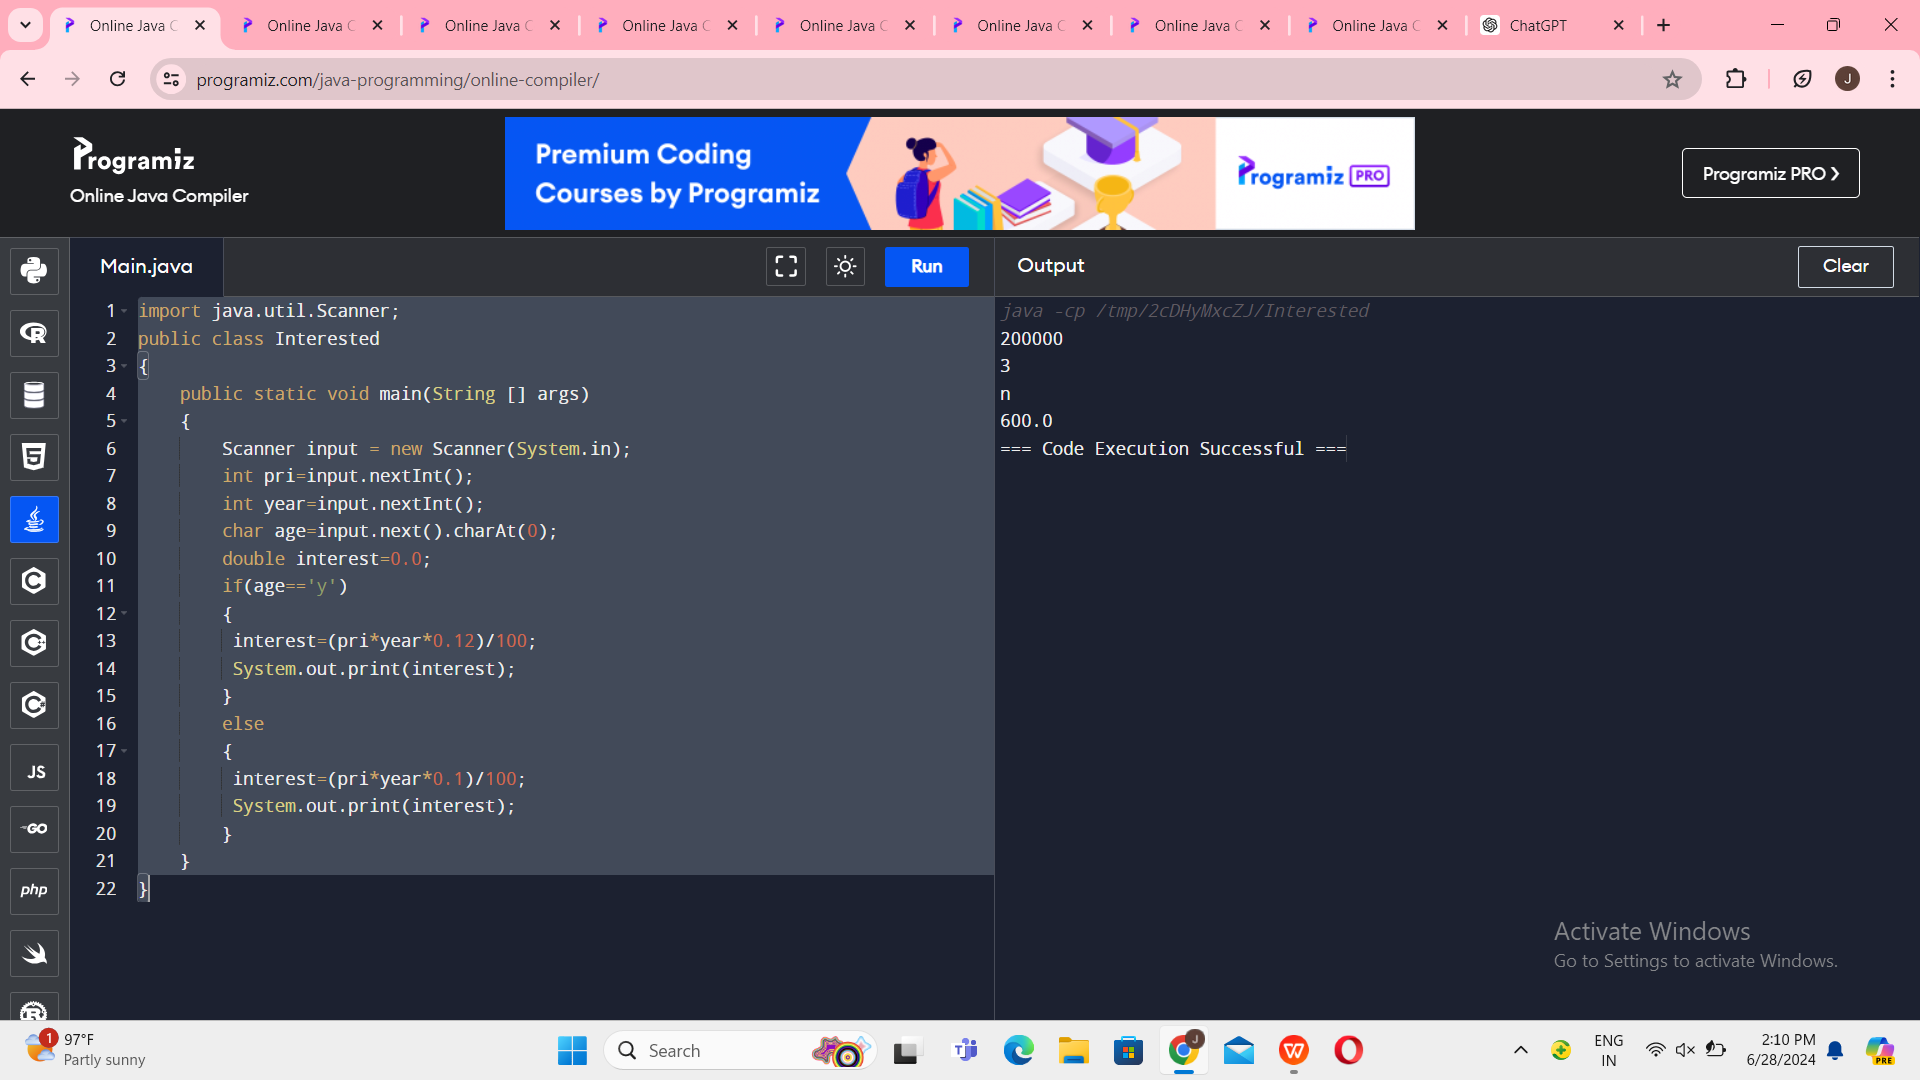 Online Java C
Online Java C
Online Java C
Online Java C
Online Java C
Online Java C
Online Java C
Online Java C
ChatGPT
programiz.com/java-programming/online-compiler/
J
Programiz
Online Java Compiler
Premium Coding
Courses by Programiz
Programiz PRO
Programiz PRO ❯
Main.java
Run
Output
Clear
1 import java.util.Scanner;
2 public class Interested
3 {
4 public static void main(String [] args)
5 {
6 Scanner input = new Scanner(System.in);
7 int pri=input.nextInt();
8 int year=input.nextInt();
9 char age=input.next().charAt(0);
10 double interest=0.0;
11 if(age=='y')
12 {
13 interest=(pri*year*0.12)/100;
14 System.out.print(interest);
15 }
16 else
17 {
18 interest=(pri*year*0.1)/100;
19 System.out.print(interest);
20 }
21 }
22 }
java -cp /tmp/2cDHyMxcZJ/Interested
200000
3
n
600.0
=== Code Execution Successful ===
JS
GO
php
Activate Windows
Go to Settings to activate Windows.
1
97°F
Partly sunny
Search
J
ENG
IN
2:10 PM
6/28/2024
PRE